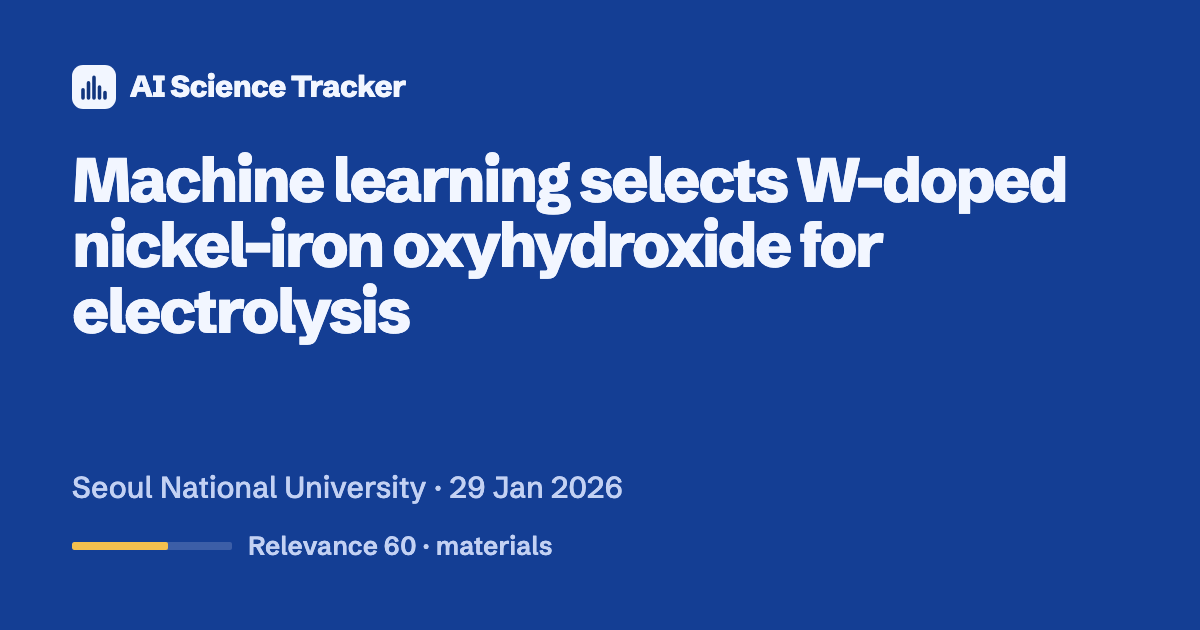 AI Science Tracker
Machine learning selects W-doped
nickel-iron oxyhydroxide for
electrolysis
Seoul National University · 29 Jan 2026
Relevance 60 · materials